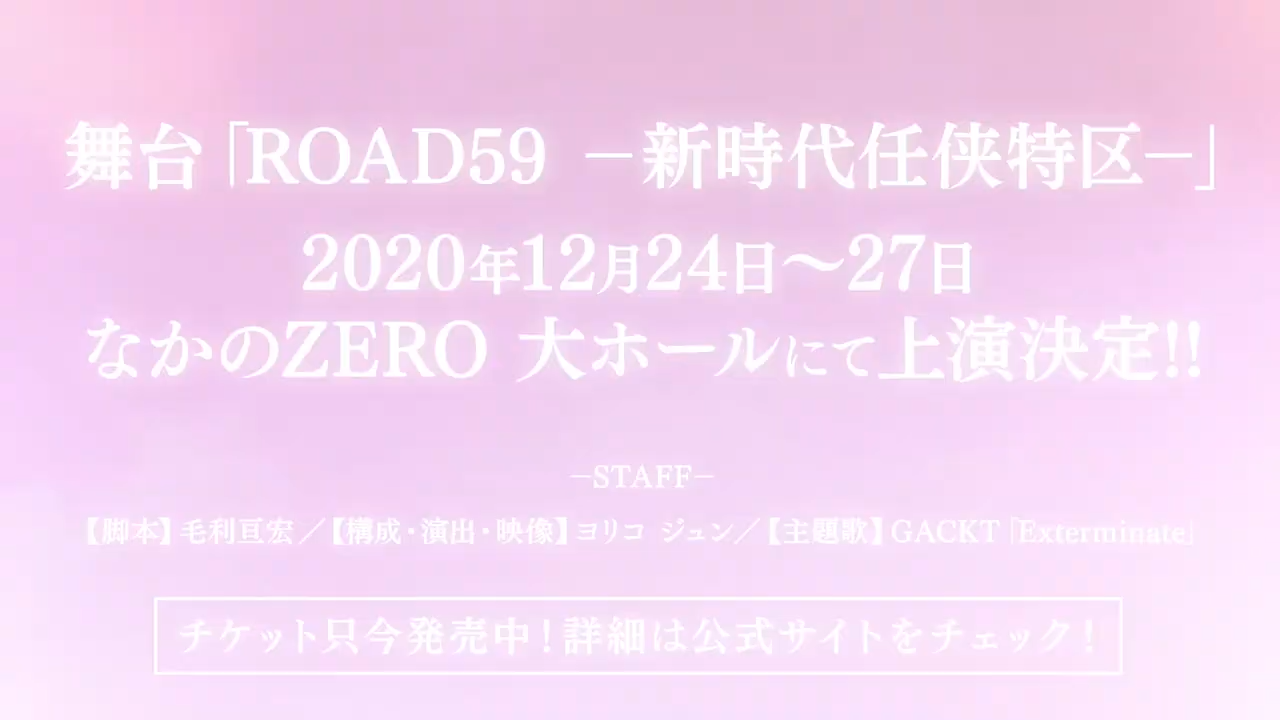 舞台「ROAD59 －新時代任侠特区－」
2020年12月24日～27日
なかのZERO 大ホールにて上演決定!!
－STAFF－
【脚本】毛利亘宏／【構成・演出・映像】ヨリコ ジュン／【主題歌】GACKT「Exterminate」
チケット只今発売中！詳細は公式サイトをチェック！